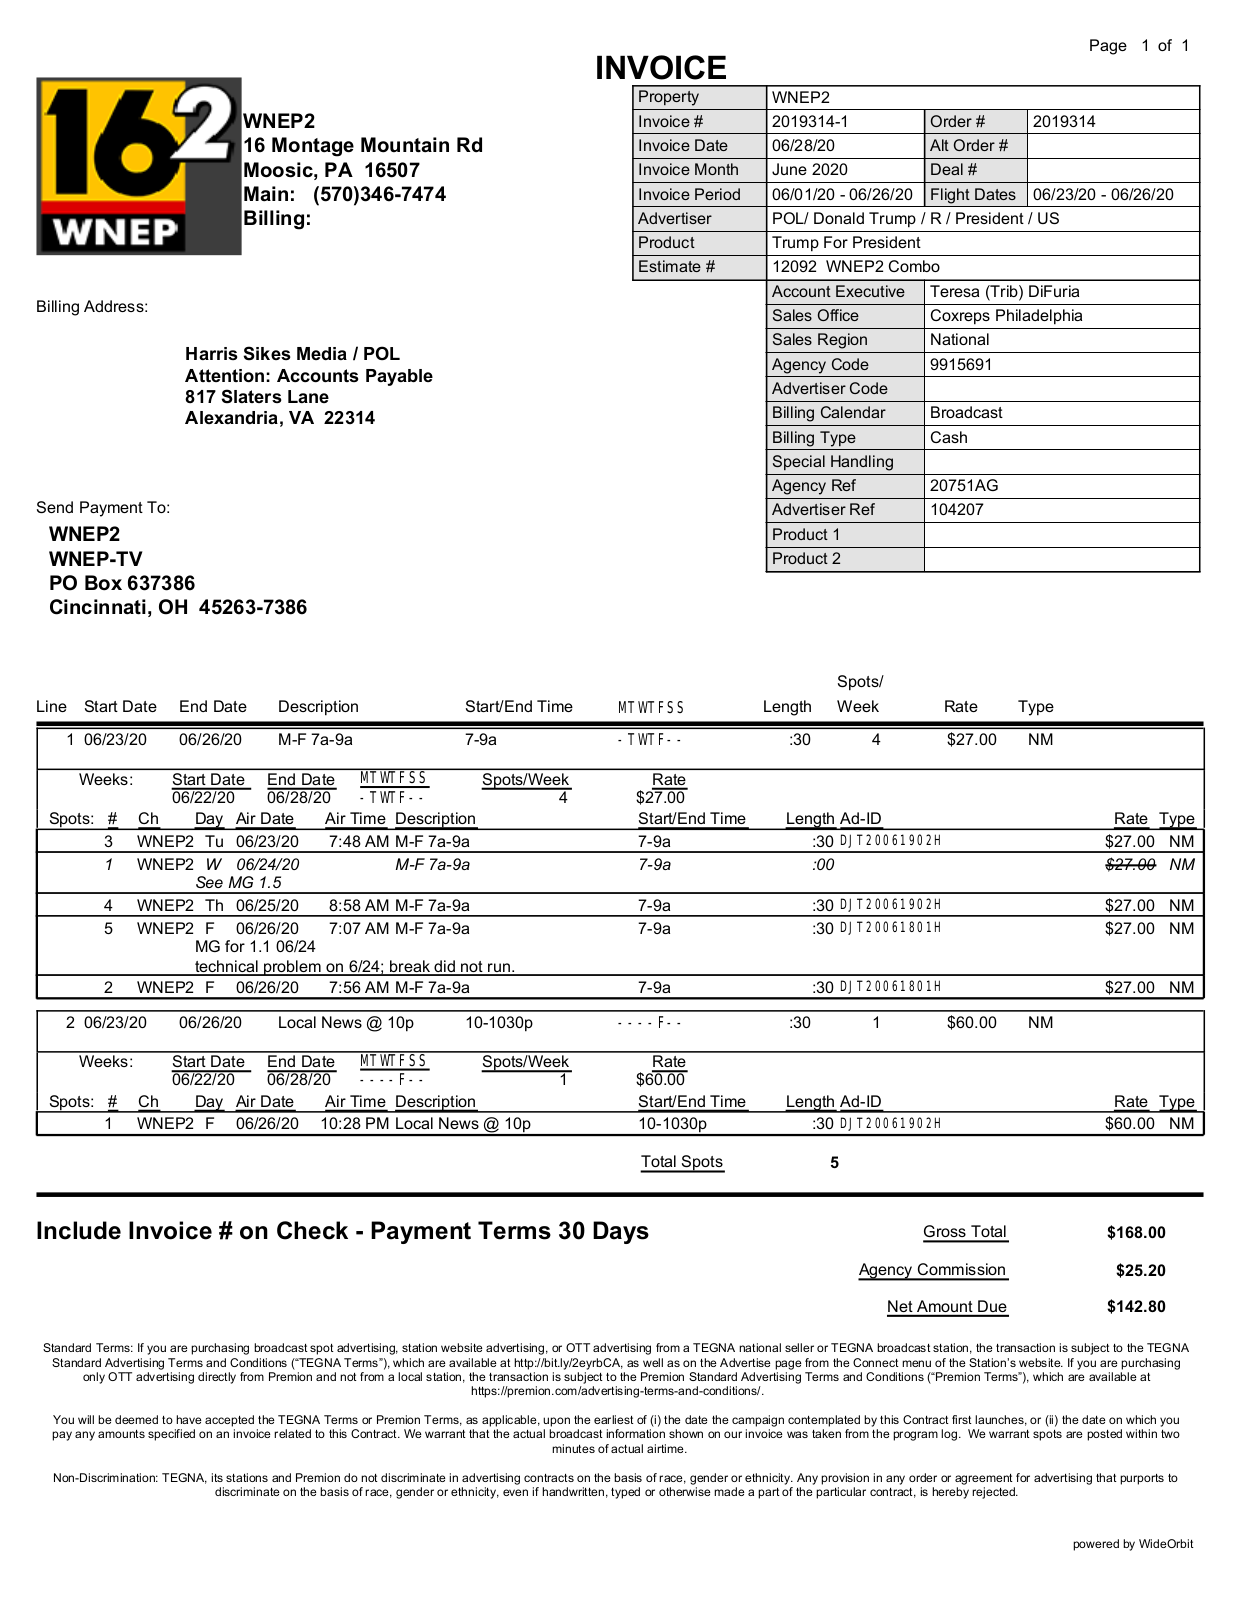 Page 1 of 1
INVOICE
16 2
WNEP
WNEP2
16 Montage Mountain Rd
Moosic, PA 16507
Main: (570)346-7474
Billing:
Property WNEP2
Invoice # 2019314-1 Order # 2019314
Invoice Date 06/28/20 Alt Order #
Invoice Month June 2020 Deal #
Invoice Period 06/01/20 - 06/26/20 Flight Dates 06/23/20 - 06/26/20
Advertiser POL/ Donald Trump / R / President / US
Product Trump For President
Estimate # 12092 WNEP2 Combo
Account Executive Teresa (Trib) DiFuria
Sales Office Coxreps Philadelphia
Sales Region National
Agency Code 9915691
Advertiser Code
Billing Calendar Broadcast
Billing Type Cash
Special Handling
Agency Ref 20751AG
Advertiser Ref 104207
Product 1
Product 2
Billing Address:
Harris Sikes Media / POL
Attention: Accounts Payable
817 Slaters Lane
Alexandria, VA 22314
Send Payment To:
WNEP2
WNEP-TV
PO Box 637386
Cincinnati, OH 45263-7386
Spots/
Line Start Date End Date Description Start/End Time MTWTFSS Length Week Rate Type
1 06/23/20 06/26/20 M-F 7a-9a 7-9a -TWTF-- :30 4 $27.00 NM
Weeks: Start Date End Date MTWTFSS Spots/Week Rate
06/22/20 06/28/20 -TWTF-- 4 $27.00
Spots: # Ch Day Air Date Air Time Description Start/End Time Length Ad-ID Rate Type
3 WNEP2 Tu 06/23/20 7:48 AM M-F 7a-9a 7-9a :30 DJT20061902H $27.00 NM
1 WNEP2 W 06/24/20 M-F 7a-9a 7-9a :00 $27.00 NM
See MG 1.5
4 WNEP2 Th 06/25/20 8:58 AM M-F 7a-9a 7-9a :30 DJT20061902H $27.00 NM
5 WNEP2 F 06/26/20 7:07 AM M-F 7a-9a 7-9a :30 DJT20061801H $27.00 NM
MG for 1.1 06/24
technical problem on 6/24; break did not run.
2 WNEP2 F 06/26/20 7:56 AM M-F 7a-9a 7-9a :30 DJT20061801H $27.00 NM
2 06/23/20 06/26/20 Local News @ 10p 10-1030p ----F-- :30 1 $60.00 NM
Weeks: Start Date End Date MTWTFSS Spots/Week Rate
06/22/20 06/28/20 ----F-- 1 $60.00
Spots: # Ch Day Air Date Air Time Description Start/End Time Length Ad-ID Rate Type
1 WNEP2 F 06/26/20 10:28 PM Local News @ 10p 10-1030p :30 DJT20061902H $60.00 NM
Total Spots 5
Include Invoice # on Check - Payment Terms 30 Days
Gross Total $168.00
Agency Commission $25.20
Net Amount Due $142.80
Standard Terms: If you are purchasing broadcast spot advertising, station website advertising, or OTT advertising from a TEGNA national seller or TEGNA broadcast station, the transaction is subject to the TEGNA
Standard Advertising Terms and Conditions (“TEGNA Terms”), which are available at http://bit.ly/2eyrbCA, as well as on the Advertise page from the Connect menu of the Station’s website. If you are purchasing
only OTT advertising directly from Premion and not from a local station, the transaction is subject to the Premion Standard Advertising Terms and Conditions (“Premion Terms”), which are available at
https://premion.com/advertising-terms-and-conditions/.
You will be deemed to have accepted the TEGNA Terms or Premion Terms, as applicable, upon the earliest of (i) the date the campaign contemplated by this Contract first launches, or (ii) the date on which you
pay any amounts specified on an invoice related to this Contract. We warrant that the actual broadcast information shown on our invoice was taken from the program log. We warrant spots are posted within two
minutes of actual airtime.
Non-Discrimination: TEGNA, its stations and Premion do not discriminate in advertising contracts on the basis of race, gender or ethnicity. Any provision in any order or agreement for advertising that purports to
discriminate on the basis of race, gender or ethnicity, even if handwritten, typed or otherwise made a part of the particular contract, is hereby rejected.
powered by WideOrbit